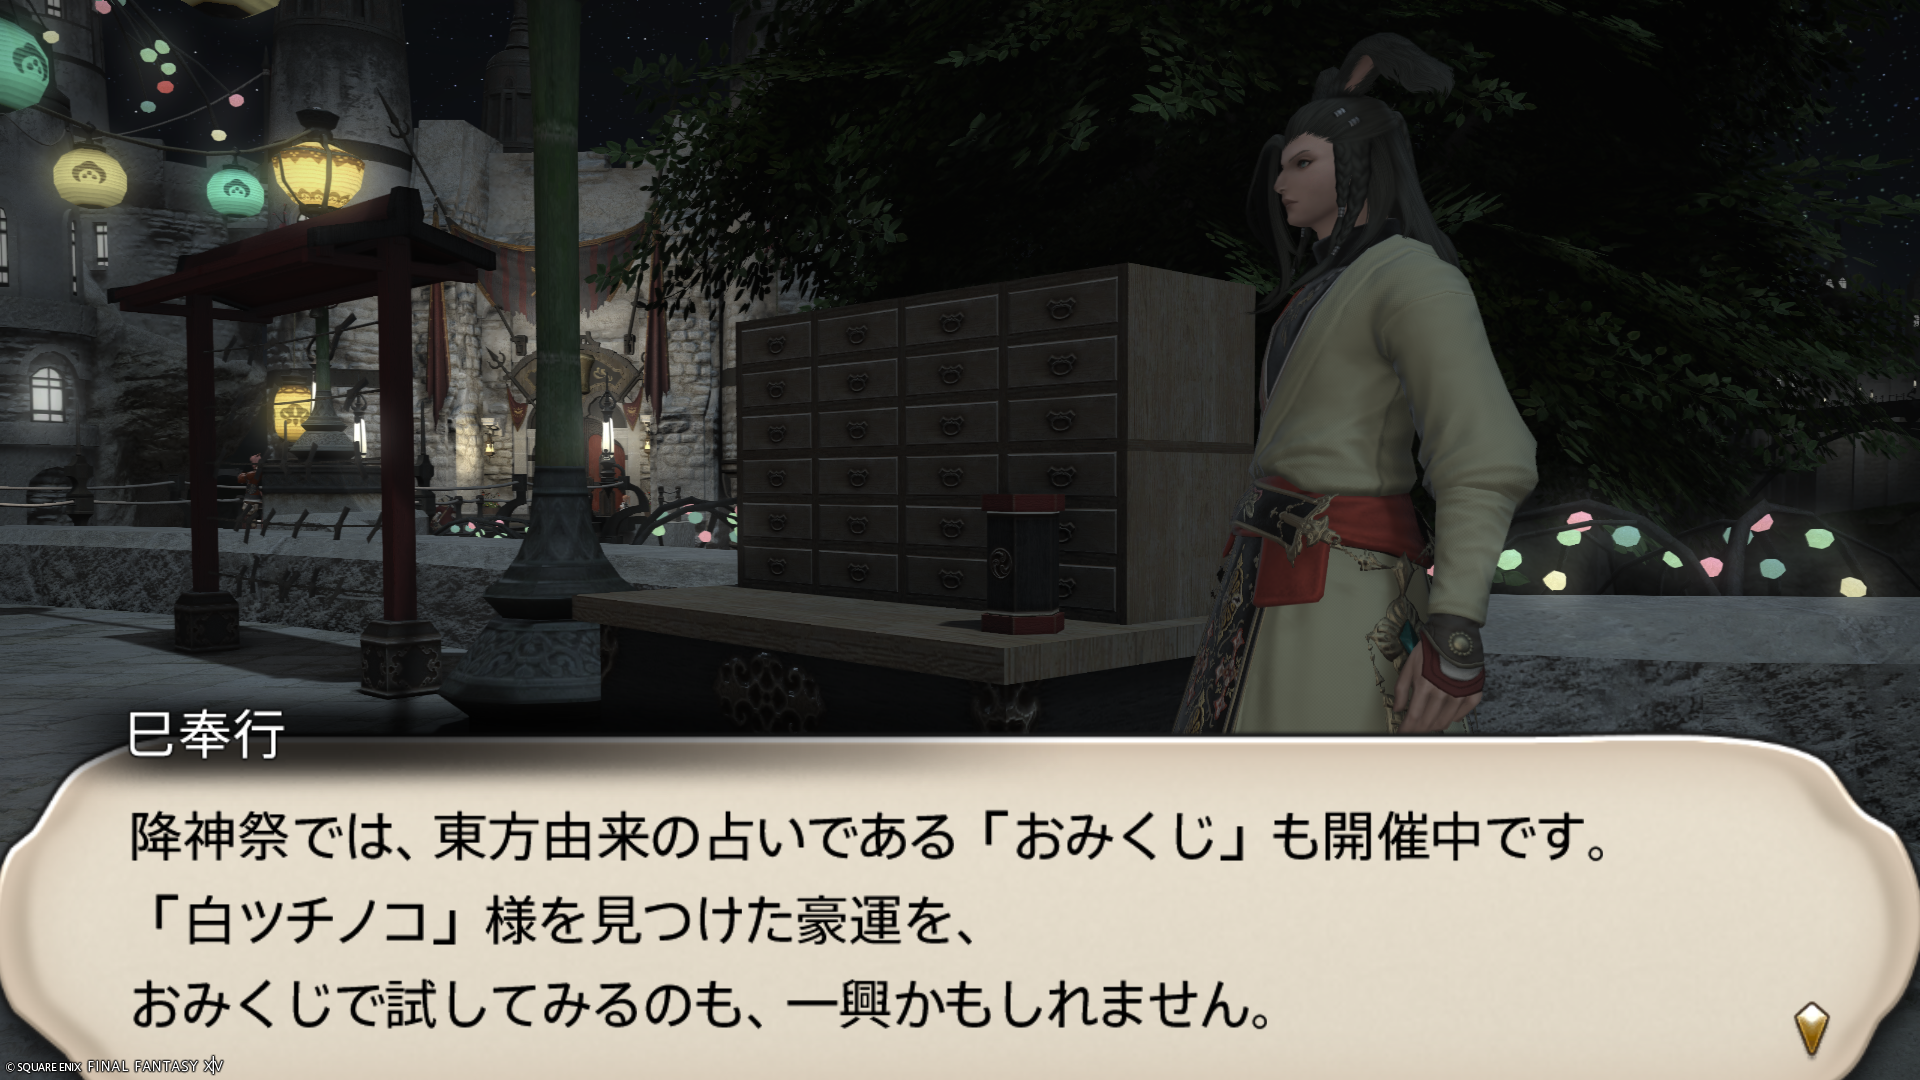 巳奉行
降神祭では、東方由来の占いである「おみくじ」も開催中です。
「白ツチノコ」様を見つけた豪運を、
おみくじで試してみるのも、一興かもしれません。
© SQUARE ENIX FINAL FANTASY XIV